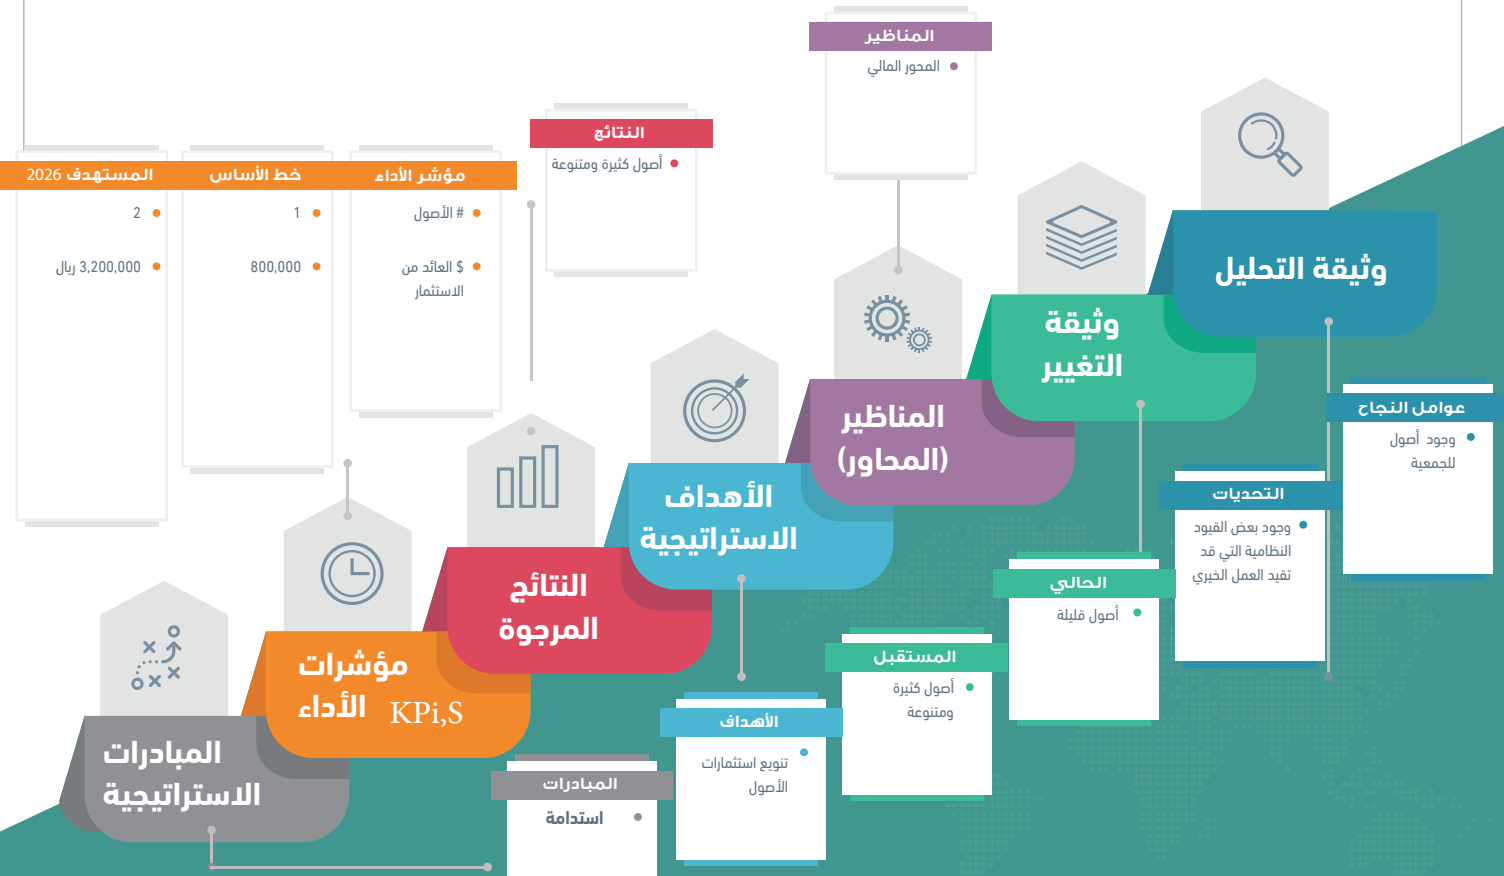 المناظير
المحور المالي
النتائج
أصول كثيرة ومتنوعة
مؤشر الأداء
# الأصول
$ العائد من
الاستثمار
خط الأساس
1
800,000
المستهدف 2026
2
3,200,000 ريال
وثيقة التحليل
وثيقة
التغيير
المناظير
(المحاور)
الأهداف
الاستراتيجية
النتائج
المرجوة
مؤشرات
الأداء KPi,S
المبادرات
الاستراتيجية
عوامل النجاح
وجود أصول
للجمعية
التحديات
وجود بعض القيود
النظامية التي قد
تقيد العمل الخيري
الحالي
أصول قليلة
المستقبل
أصول كثيرة
ومتنوعة
الأهداف
تنويع استثمارات
الأصول
المبادرات
استدامة